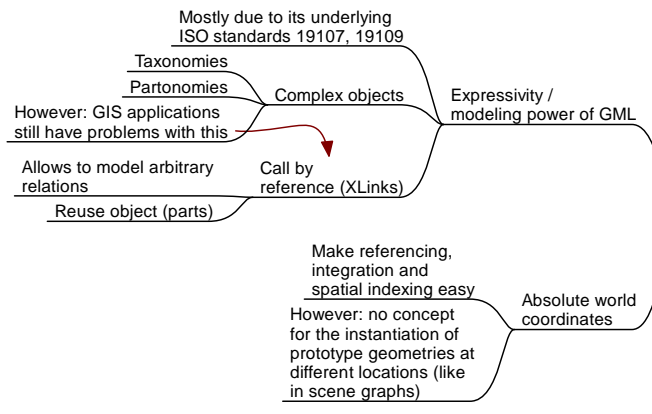 Mostly due to its underlying
ISO standards 19107, 19109
Taxonomies
Partonomies
However: GIS applications
still have problems with this
Complex objects
Expressivity /
modeling power of GML
Allows to model arbitrary
relations
Reuse object (parts)
Call by
reference (XLinks)
Make referencing,
integration and
spatial indexing easy
However: no concept
for the instantiation of
prototype geometries at
different locations (like
in scene graphs)
Absolute world
coordinates